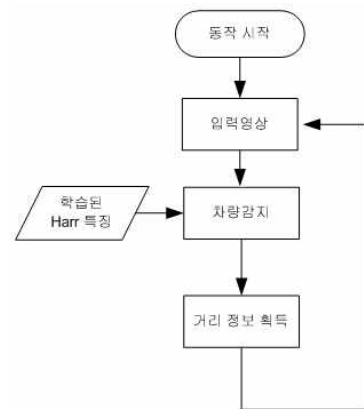 동작 시작
입력영상
학습된
Harr 특징
차량감지
거리 정보 획득